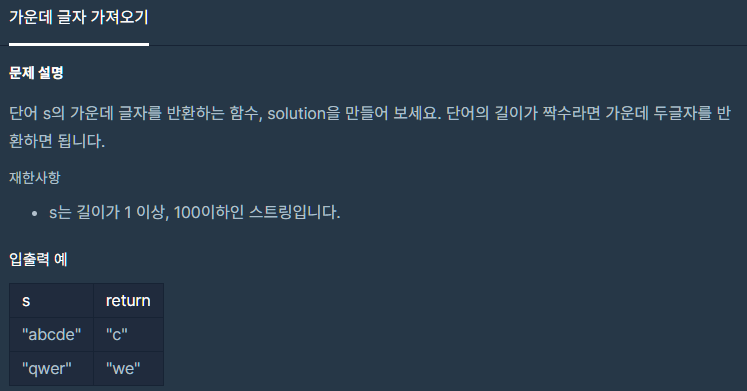 가운데 글자 가져오기
문제 설명
단어 s의 가운데 글자를 반환하는 함수, solution을 만들어 보세요. 단어의 길이가 짝수라면 가운데 두글자를 반
환하면 됩니다.
재한사항
• s는 길이가 1 이상, 100이하인 스트링입니다.
입출력 예
s return
"abcde" "c"
"qwer" "we"